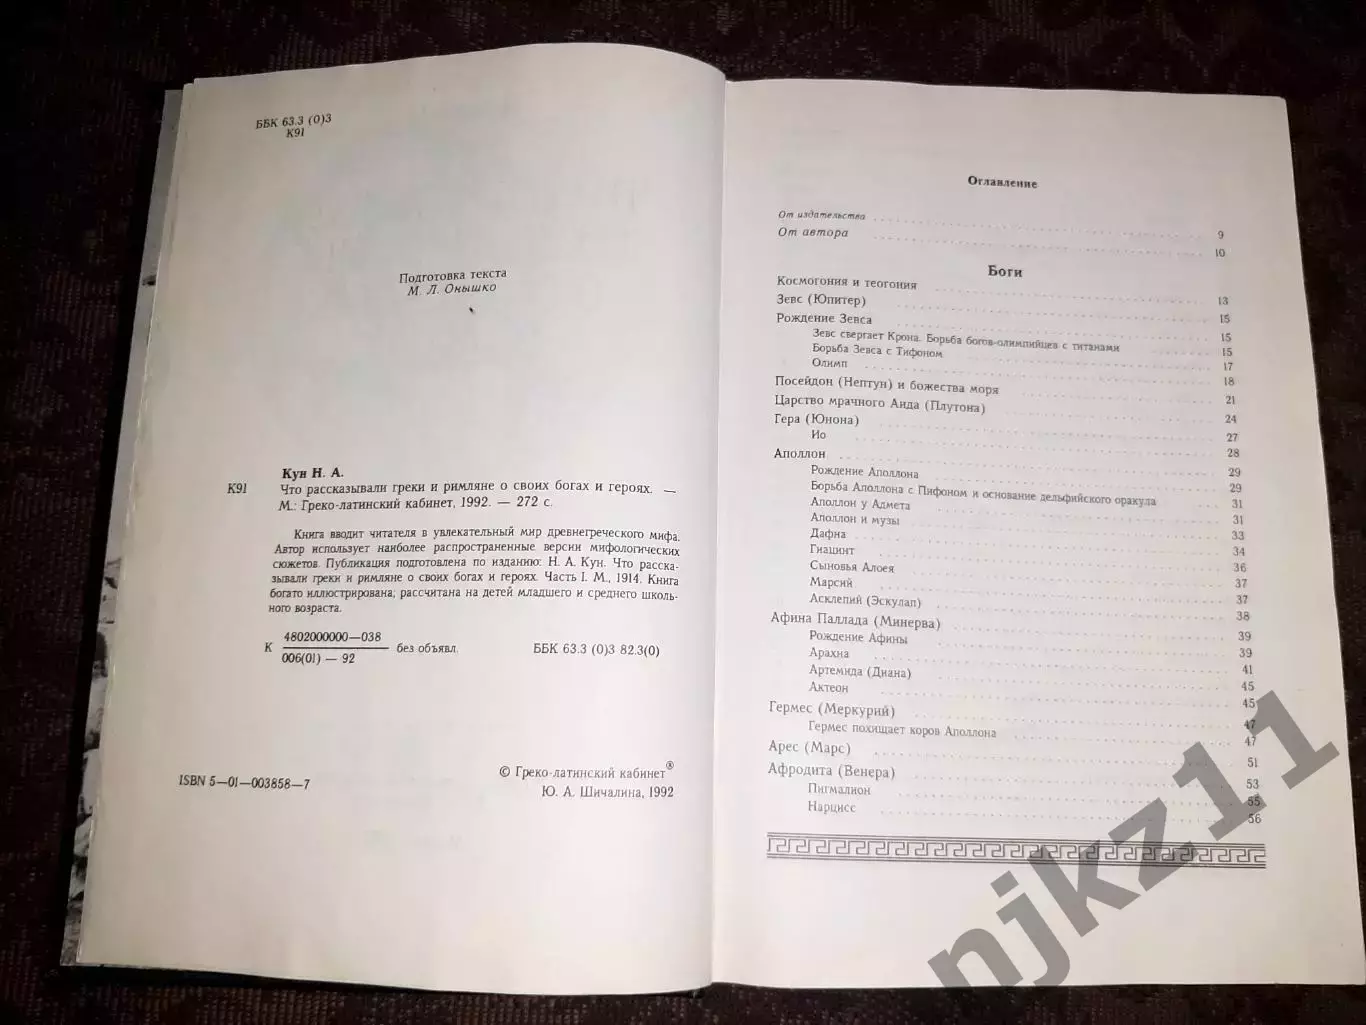 ББК 63.3 (0)3
К91
Подготовка текста
М. Л. Онышко
Кун Н. А.
К91 Что рассказывали греки и римляне о своих богах и героях. —
М.: Греко-латинский кабинет, 1992. — 272 с.
Книга вводит читателя в увлекательный мир древнегреческого мифа.
Автор использует наиболее распространенные версии мифологических
сюжетов. Публикация подготовлена по изданию: Н. А. Кун. Что расска-
зывали греки и римляне о своих богах и героях. Часть I. М., 1914. Книга
богато иллюстрирована; рассчитана на детей младшего и среднего школь-
ного возраста.
К 4802000000—038 / 006(01) — 92 без объявл. ББК 63.3 (0)3 82.3(0)
ISBN 5—01—003858—7
© Греко-латинский кабинет®
Ю. А. Шичалина, 1992
Оглавление
От издательства 9
От автора 10
Боги
Космогония и теогония 13
Зевс (Юпитер) 15
Рождение Зевса 15
Зевс свергает Крона. Борьба богов-олимпийцев с титанами 15
Борьба Зевса с Тифоном 17
Олимп 18
Посейдон (Нептун) и божества моря 21
Царство мрачного Аида (Плутона) 24
Гера (Юнона) 27
Ио 28
Аполлон 29
Рождение Аполлона 29
Борьба Аполлона с Пифоном и основание дельфийского оракула 31
Аполлон у Адмета 31
Аполлон и музы 33
Дафна 34
Гиацинт 36
Сыновья Алоея 37
Марсий 37
Асклепий (Эскулап) 38
Афина Паллада (Минерва) 39
Рождение Афины 39
Арахна 41
Артемида (Диана) 45
Актеон 45
Гермес (Меркурий) 47
Гермес похищает коров Аполлона 47
Арес (Марс) 51
Афродита (Венера) 53
Пигмалион 55
Нарцисс 56
njkz11